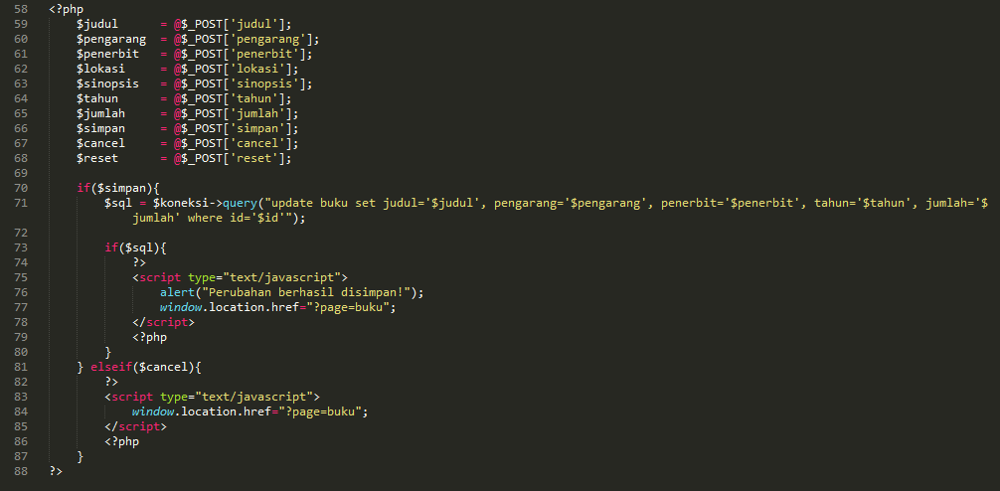 58 <?php
59     $judul      = @$_POST['judul'];
60     $pengarang  = @$_POST['pengarang'];
61     $penerbit   = @$_POST['penerbit'];
62     $lokasi     = @$_POST['lokasi'];
63     $sinopsis   = @$_POST['sinopsis'];
64     $tahun      = @$_POST['tahun'];
65     $jumlah     = @$_POST['jumlah'];
66     $simpan     = @$_POST['simpan'];
67     $cancel     = @$_POST['cancel'];
68     $reset      = @$_POST['reset'];
69
70     if($simpan){
71         $sql = $koneksi->query("update buku set judul='$judul', pengarang='$pengarang', penerbit='$penerbit', tahun='$tahun', jumlah='$
            jumlah' where id='$id'");
72
73         if($sql){
74             ?>
75             <script type="text/javascript">
76                 alert("Perubahan berhasil disimpan!");
77                 window.location.href="?page=buku";
78             </script>
79             <?php
80         }
81     } elseif($cancel){
82         ?>
83         <script type="text/javascript">
84             window.location.href="?page=buku";
85         </script>
86         <?php
87     }
88 ?>